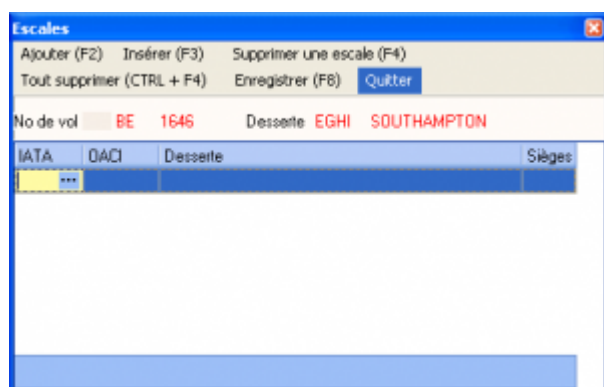 Escales
Ajouter (F2) Insérer (F3) Supprimer une escale (F4)
Tout supprimer (CTRL + F4) Enregistrer (F8) Quitter
No de vol BE 1646 Desserte EGHI SOUTHAMPTON
IATA OACI Desserte Sièges
...